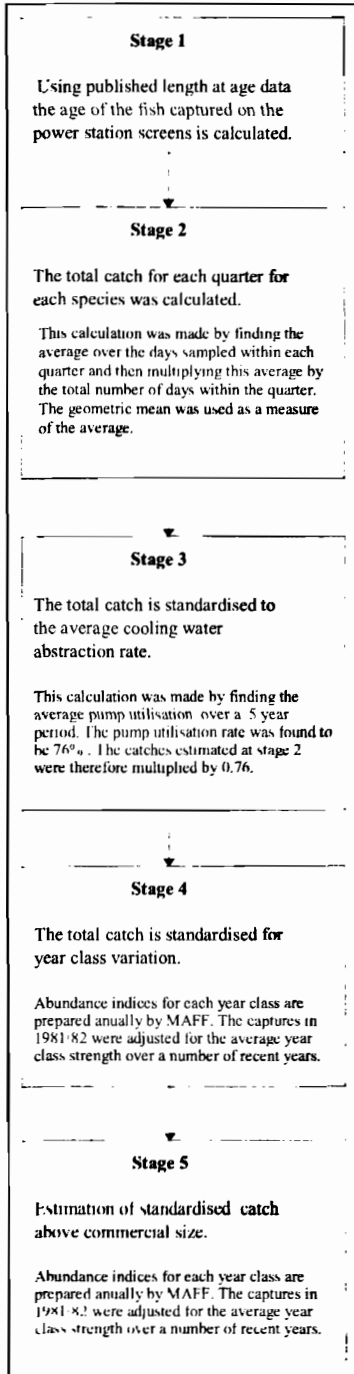 Stage 1
Using published length at age data
the age of the fish captured on the
power station screens is calculated.
Stage 2
The total catch for each quarter for
each species was calculated.
This calculation was made by finding the
average over the days sampled within each
quarter and then multiplying this average by
the total number of days within the quarter.
The geometric mean was used as a measure
of the average.
Stage 3
The total catch is standardised to
the average cooling water
abstraction rate.
This calculation was made by finding the
average pump utilisation over a 5 year
period. The pump utilisation rate was found to
be 76%. The catches estimated at stage 2
were therefore multiplied by 0.76.
Stage 4
The total catch is standardised for
year class variation.
Abundance indices for each year class are
prepared anually by MAFF. The captures in
1981/82 were adjusted for the average year
class strength over a number of recent years.
Stage 5
Estimation of standardised catch
above commercial size.
Abundance indices for each year class are
prepared anually by MAFF. The captures in
1981/82 were adjusted for the average year
class strength over a number of recent years.